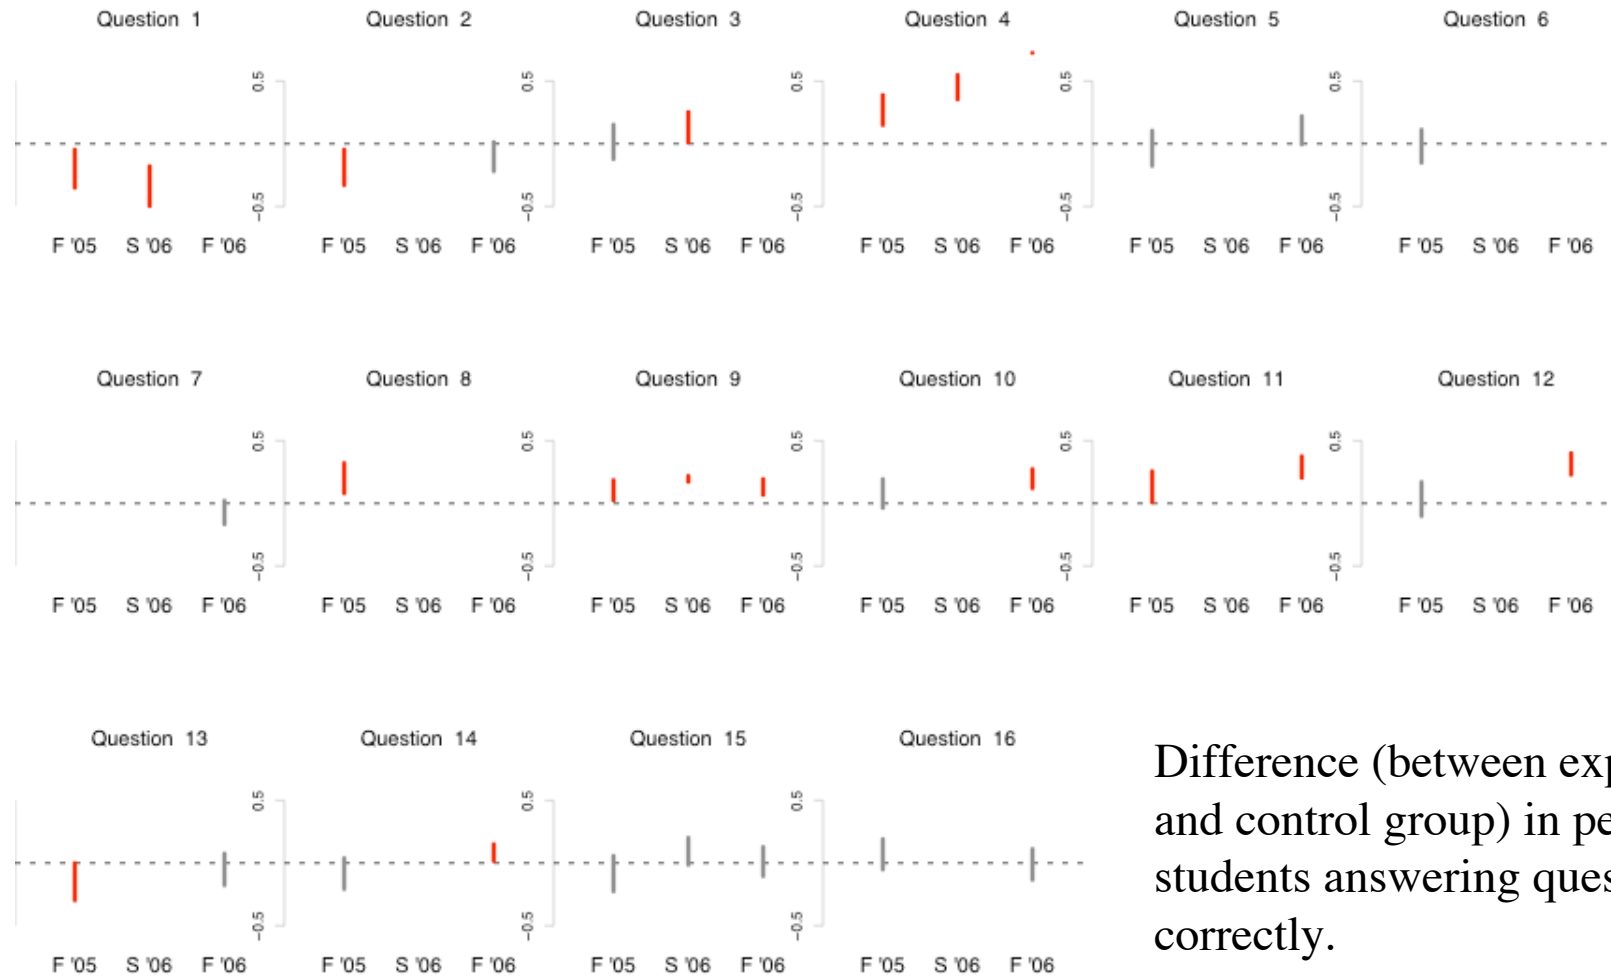 Question 1 Question 2 Question 3 Question 4 Question 5 Question 6
0.5 0.5 0.5 0.5 0.5
−0.5 −0.5 −0.5 −0.5 −0.5
F '05 S '06 F '06 F '05 S '06 F '06 F '05 S '06 F '06 F '05 S '06 F '06 F '05 S '06 F '06 F '05 S '06 F '06
Question 7 Question 8 Question 9 Question 10 Question 11 Question 12
0.5 0.5 0.5 0.5 0.5
−0.5 −0.5 −0.5 −0.5 −0.5
F '05 S '06 F '06 F '05 S '06 F '06 F '05 S '06 F '06 F '05 S '06 F '06 F '05 S '06 F '06 F '05 S '06 F '06
Question 13 Question 14 Question 15 Question 16
0.5 0.5 0.5
−0.5 −0.5 −0.5
F '05 S '06 F '06 F '05 S '06 F '06 F '05 S '06 F '06 F '05 S '06 F '06
Difference (between
and control group) in
students answering
correctly.